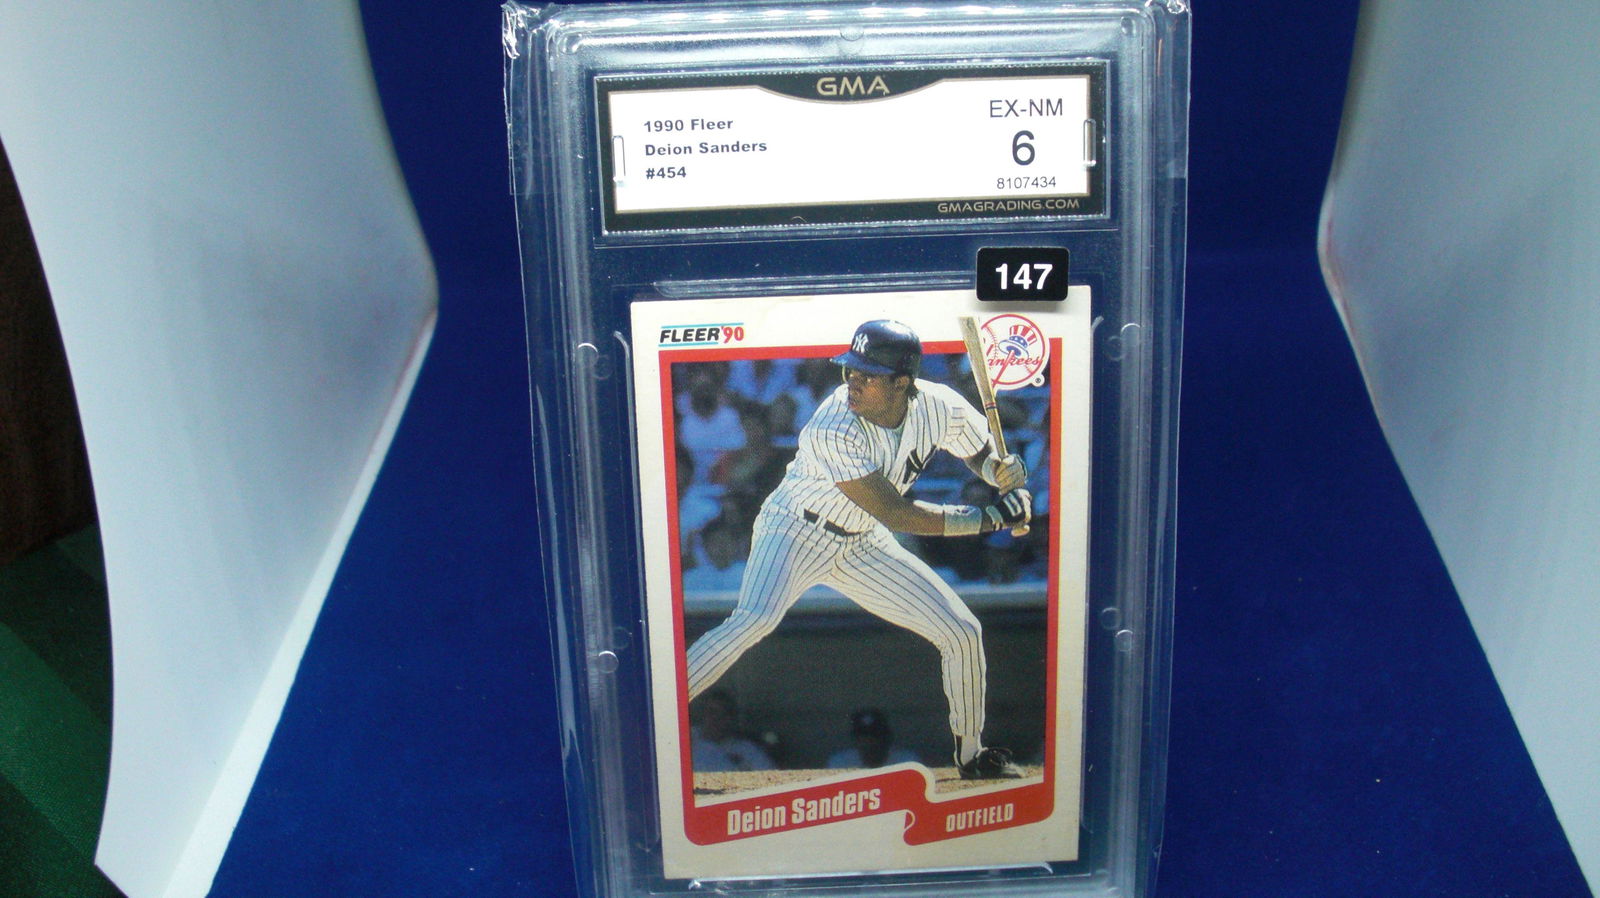 GMA
1990 Fleer
Deion Sanders
#454
EX-NM
6
8107434
GMAGRADING.COM
147
FLEER '90
Yankees
NY
Deion Sanders
OUTFIELD